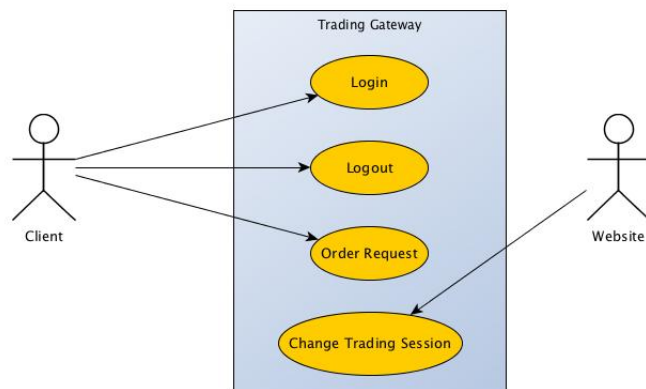 Trading Gateway
Login
Logout
Client
Website
Order Request
Change Trading Session